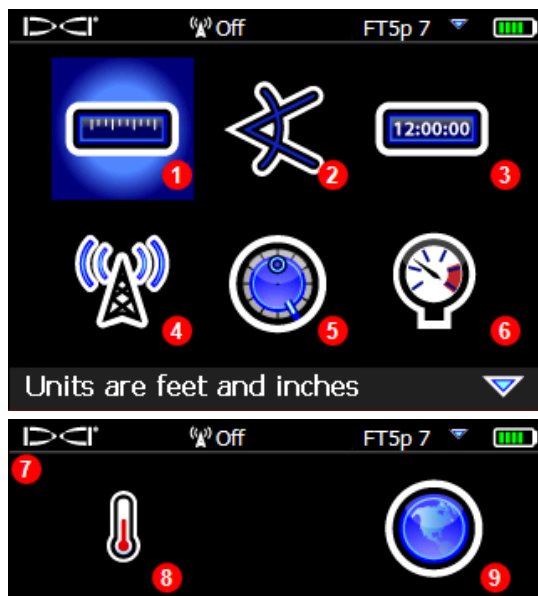 DCI Off FT5p 7
12:00:00
1 2 3
4 5 6
Units are feet and inches
DCI Off FT5p 7
7
8 9